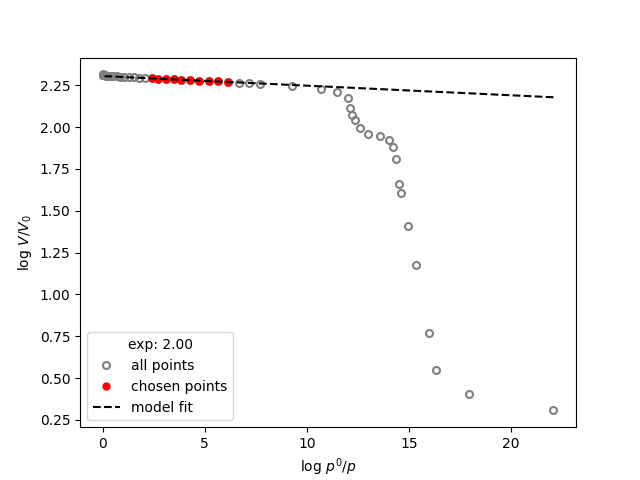 2.25
2.00
1.75
1.50
1.25
1.00
0.75
0.50
0.25
log V/V₀
exp: 2.00
all points
chosen points
model fit
0 5 10 15 20
log p⁰/p